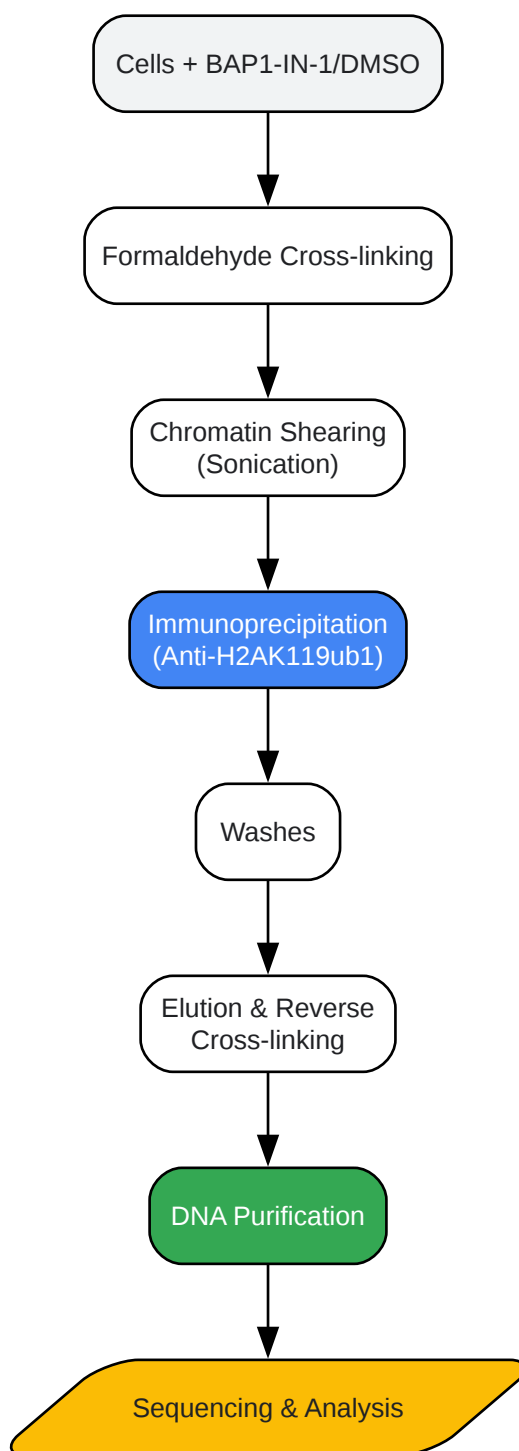 Cells + BAP1-IN-1/DMSO
Formaldehyde Cross-linking
Chromatin Shearing
(Sonication)
Immunoprecipitation
(Anti-H2AK119ub1)
Washes
Elution & Reverse
Cross-linking
DNA Purification
Sequencing & Analysis